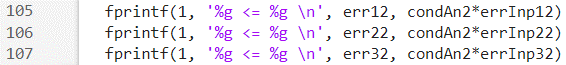 105 fprintf(1, '%g <= %g \n', err12, condAn2*errInp12)
106 fprintf(1, '%g <= %g \n', err22, condAn2*errInp22)
107 fprintf(1, '%g <= %g \n', err32, condAn2*errInp32)